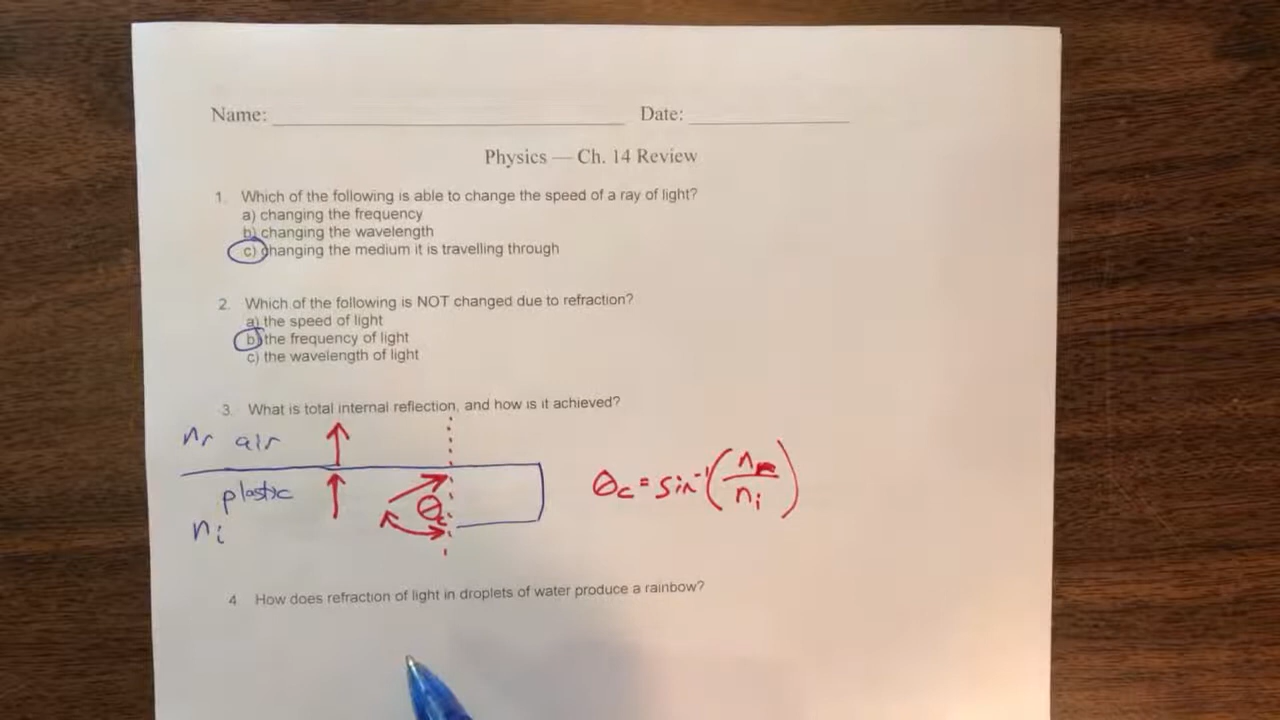 Name: ____________ Date: ____________
Physics — Ch. 14 Review
1. Which of the following is able to change the speed of a ray of light?
a) changing the frequency
b) changing the wavelength
c) changing the medium it is travelling through
2. Which of the following is NOT changed due to refraction?
a) the speed of light
b) the frequency of light
c) the wavelength of light
3. What is total internal reflection, and how is it achieved?
nr air
plastic
ni
θc
θc = sin⁻¹(nr/ni)
4 How does refraction of light in droplets of water produce a rainbow?